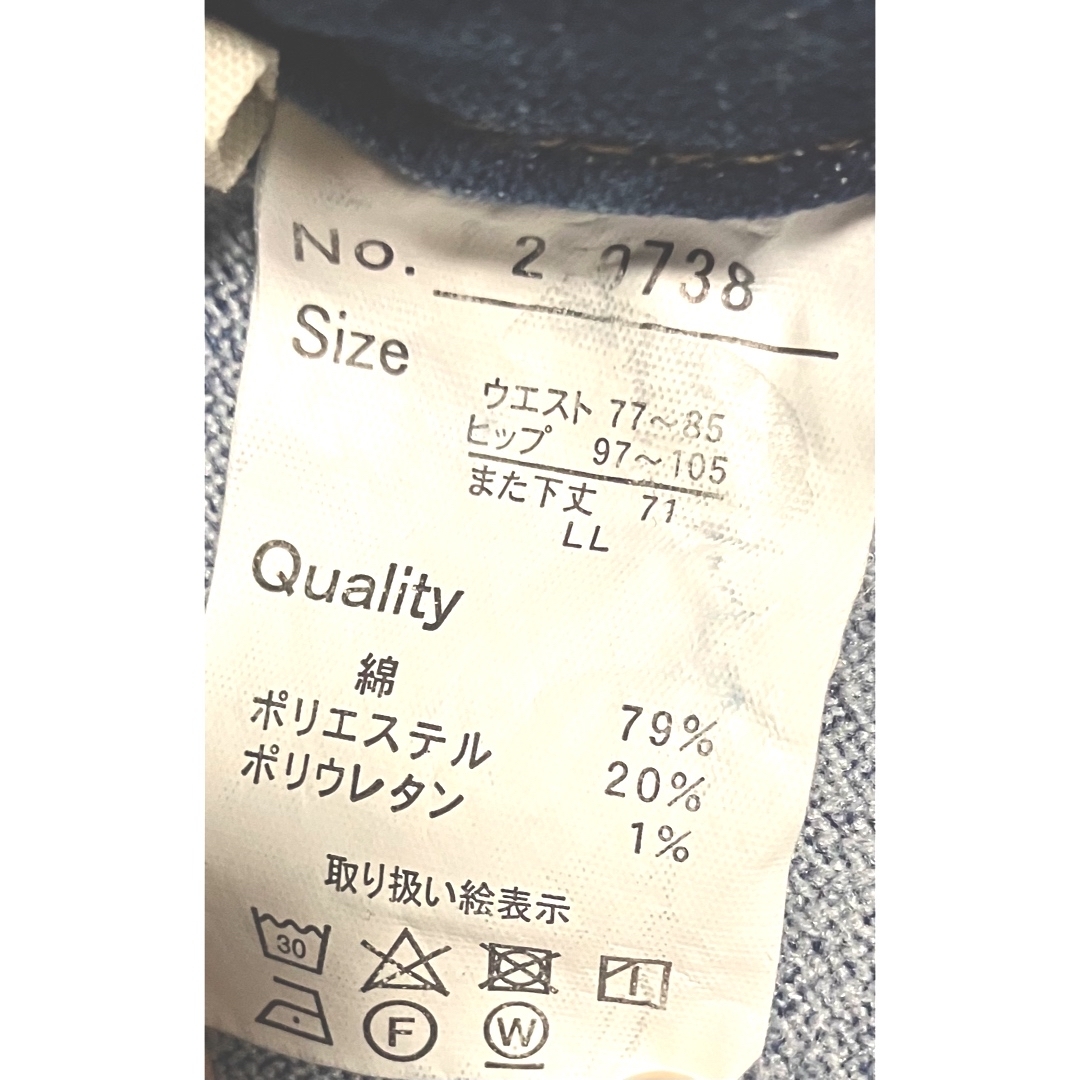 No. 2 0738
Size
ウエスト 77～85
ヒップ 97～105
また下丈 71
LL
Quality
綿 79%
ポリエステル 20%
ポリウレタン 1%
取り扱い絵表示
30
F W